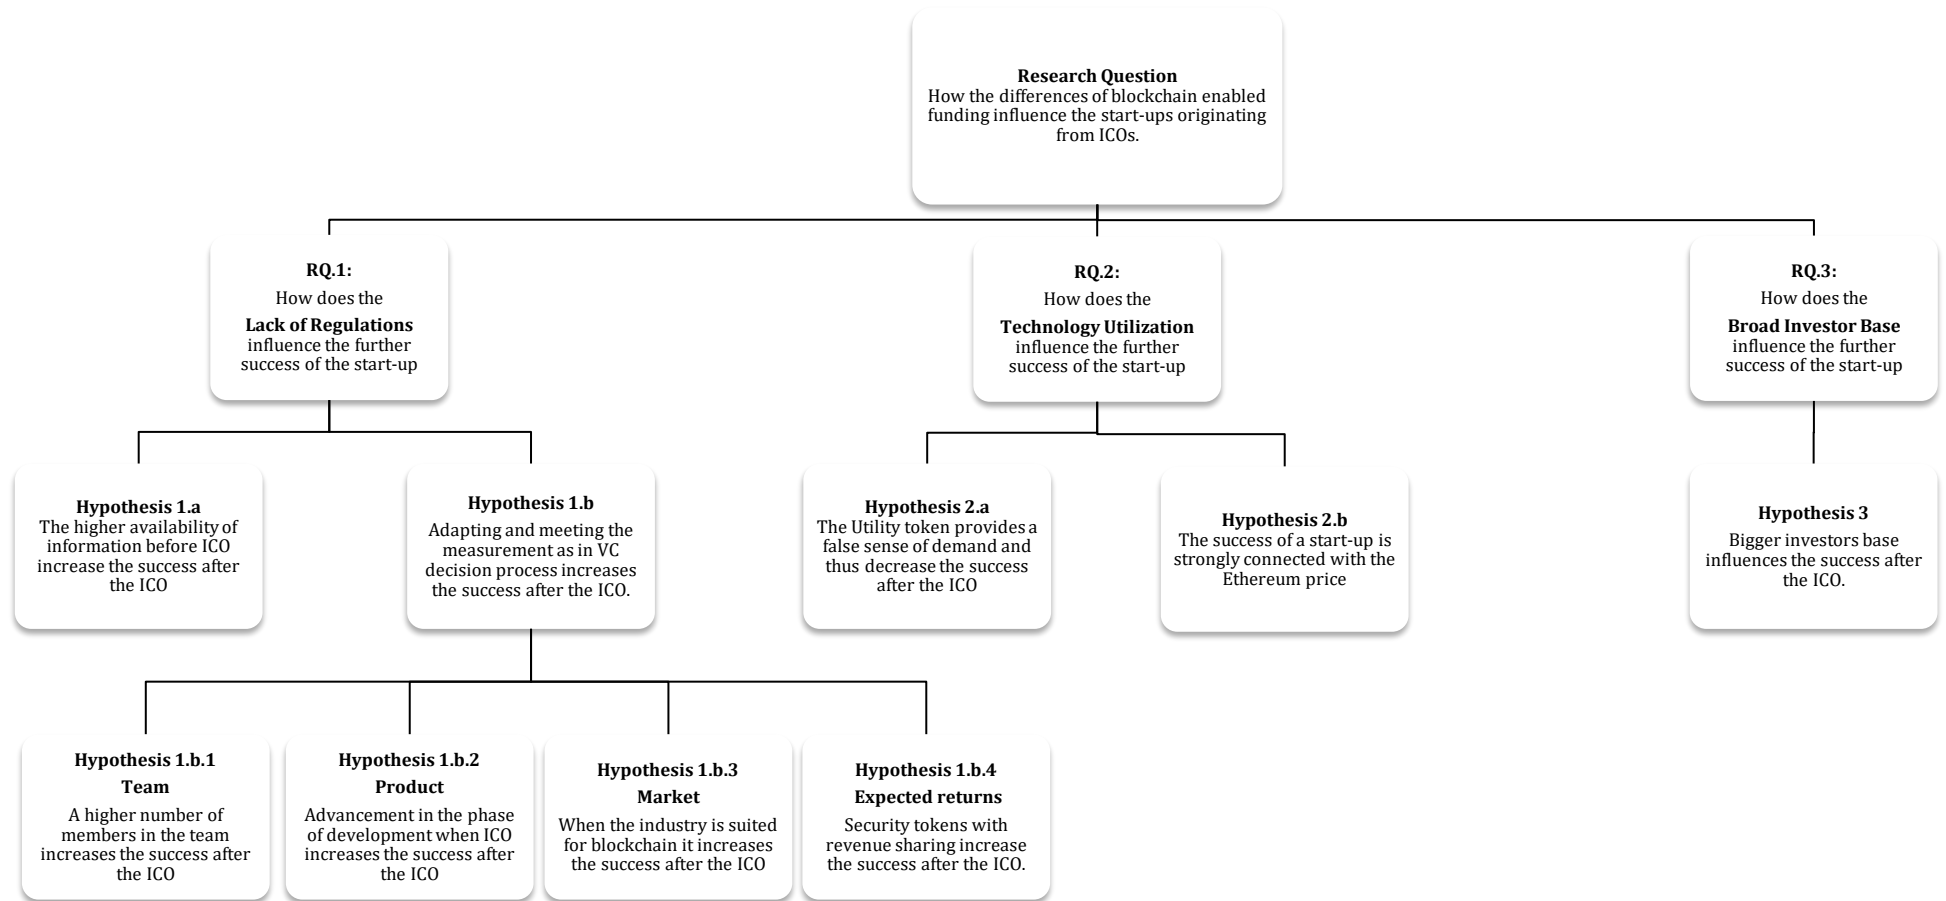 Research Question
How the differences of blockchain enabled
funding influence the start-ups originating
from ICOs.
RQ.1:
How does the
Lack of Regulations
influence the further
success of the start-up
RQ.2:
How does the
Technology Utilization
influence the further
success of the start-up
RQ.3:
How does the
Broad Investor Base
influence the further
success of the start-up
Hypothesis 1.a
The higher availability of
information before ICO
increase the success after
the ICO
Hypothesis 1.b
Adapting and meeting the
measurement as in VC
decision process increases
the success after the ICO.
Hypothesis 2.a
The Utility token provides a
false sense of demand and
thus decrease the success
after the ICO
Hypothesis 2.b
The success of a start-up is
strongly connected with the
Ethereum price
Hypothesis 3
Bigger investors base
influences the success after
the ICO.
Hypothesis 1.b.1
Team
A higher number of
members in the team
increases the success after
the ICO
Hypothesis 1.b.2
Product
Advancement in the phase
of development when ICO
increases the success after
the ICO
Hypothesis 1.b.3
Market
When the industry is suited
for blockchain it increases
the success after the ICO
Hypothesis 1.b.4
Expected returns
Security tokens with
revenue sharing increase
the success after the ICO.